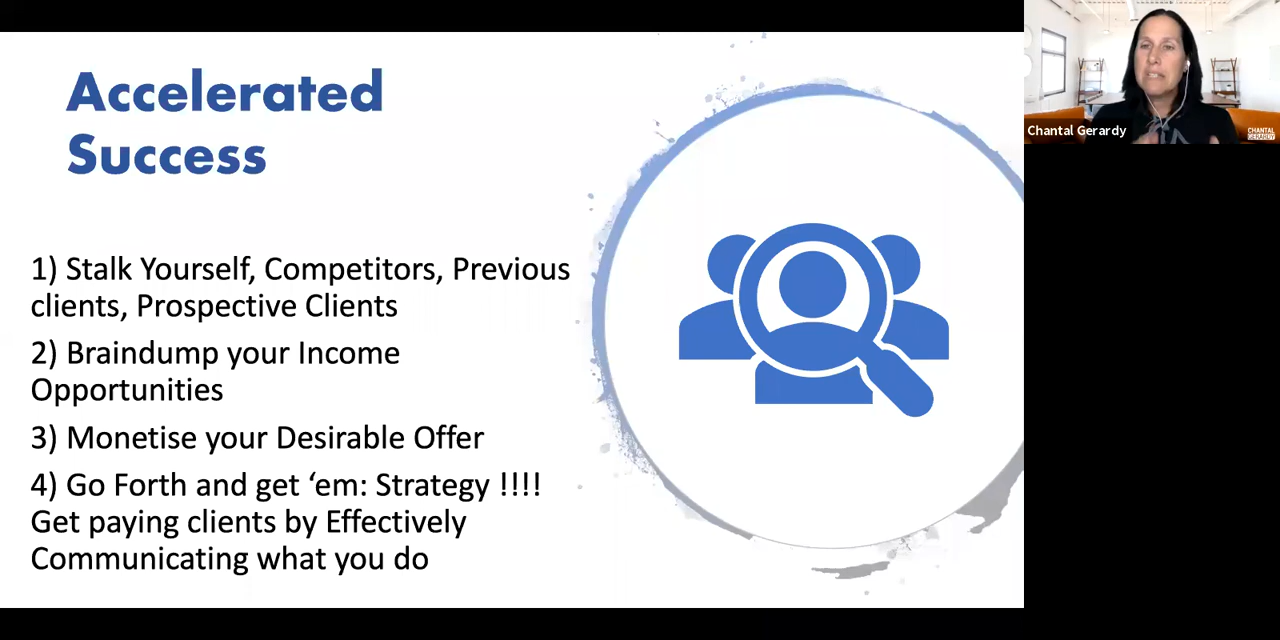 Accelerated
Success
1) Stalk Yourself, Competitors, Previous
clients, Prospective Clients
2) Braindump your Income
Opportunities
3) Monetise your Desirable Offer
4) Go Forth and get ‘em: Strategy !!!!
Get paying clients by Effectively
Communicating what you do
Chantal Gerardy
CHANTAL
GERARDY